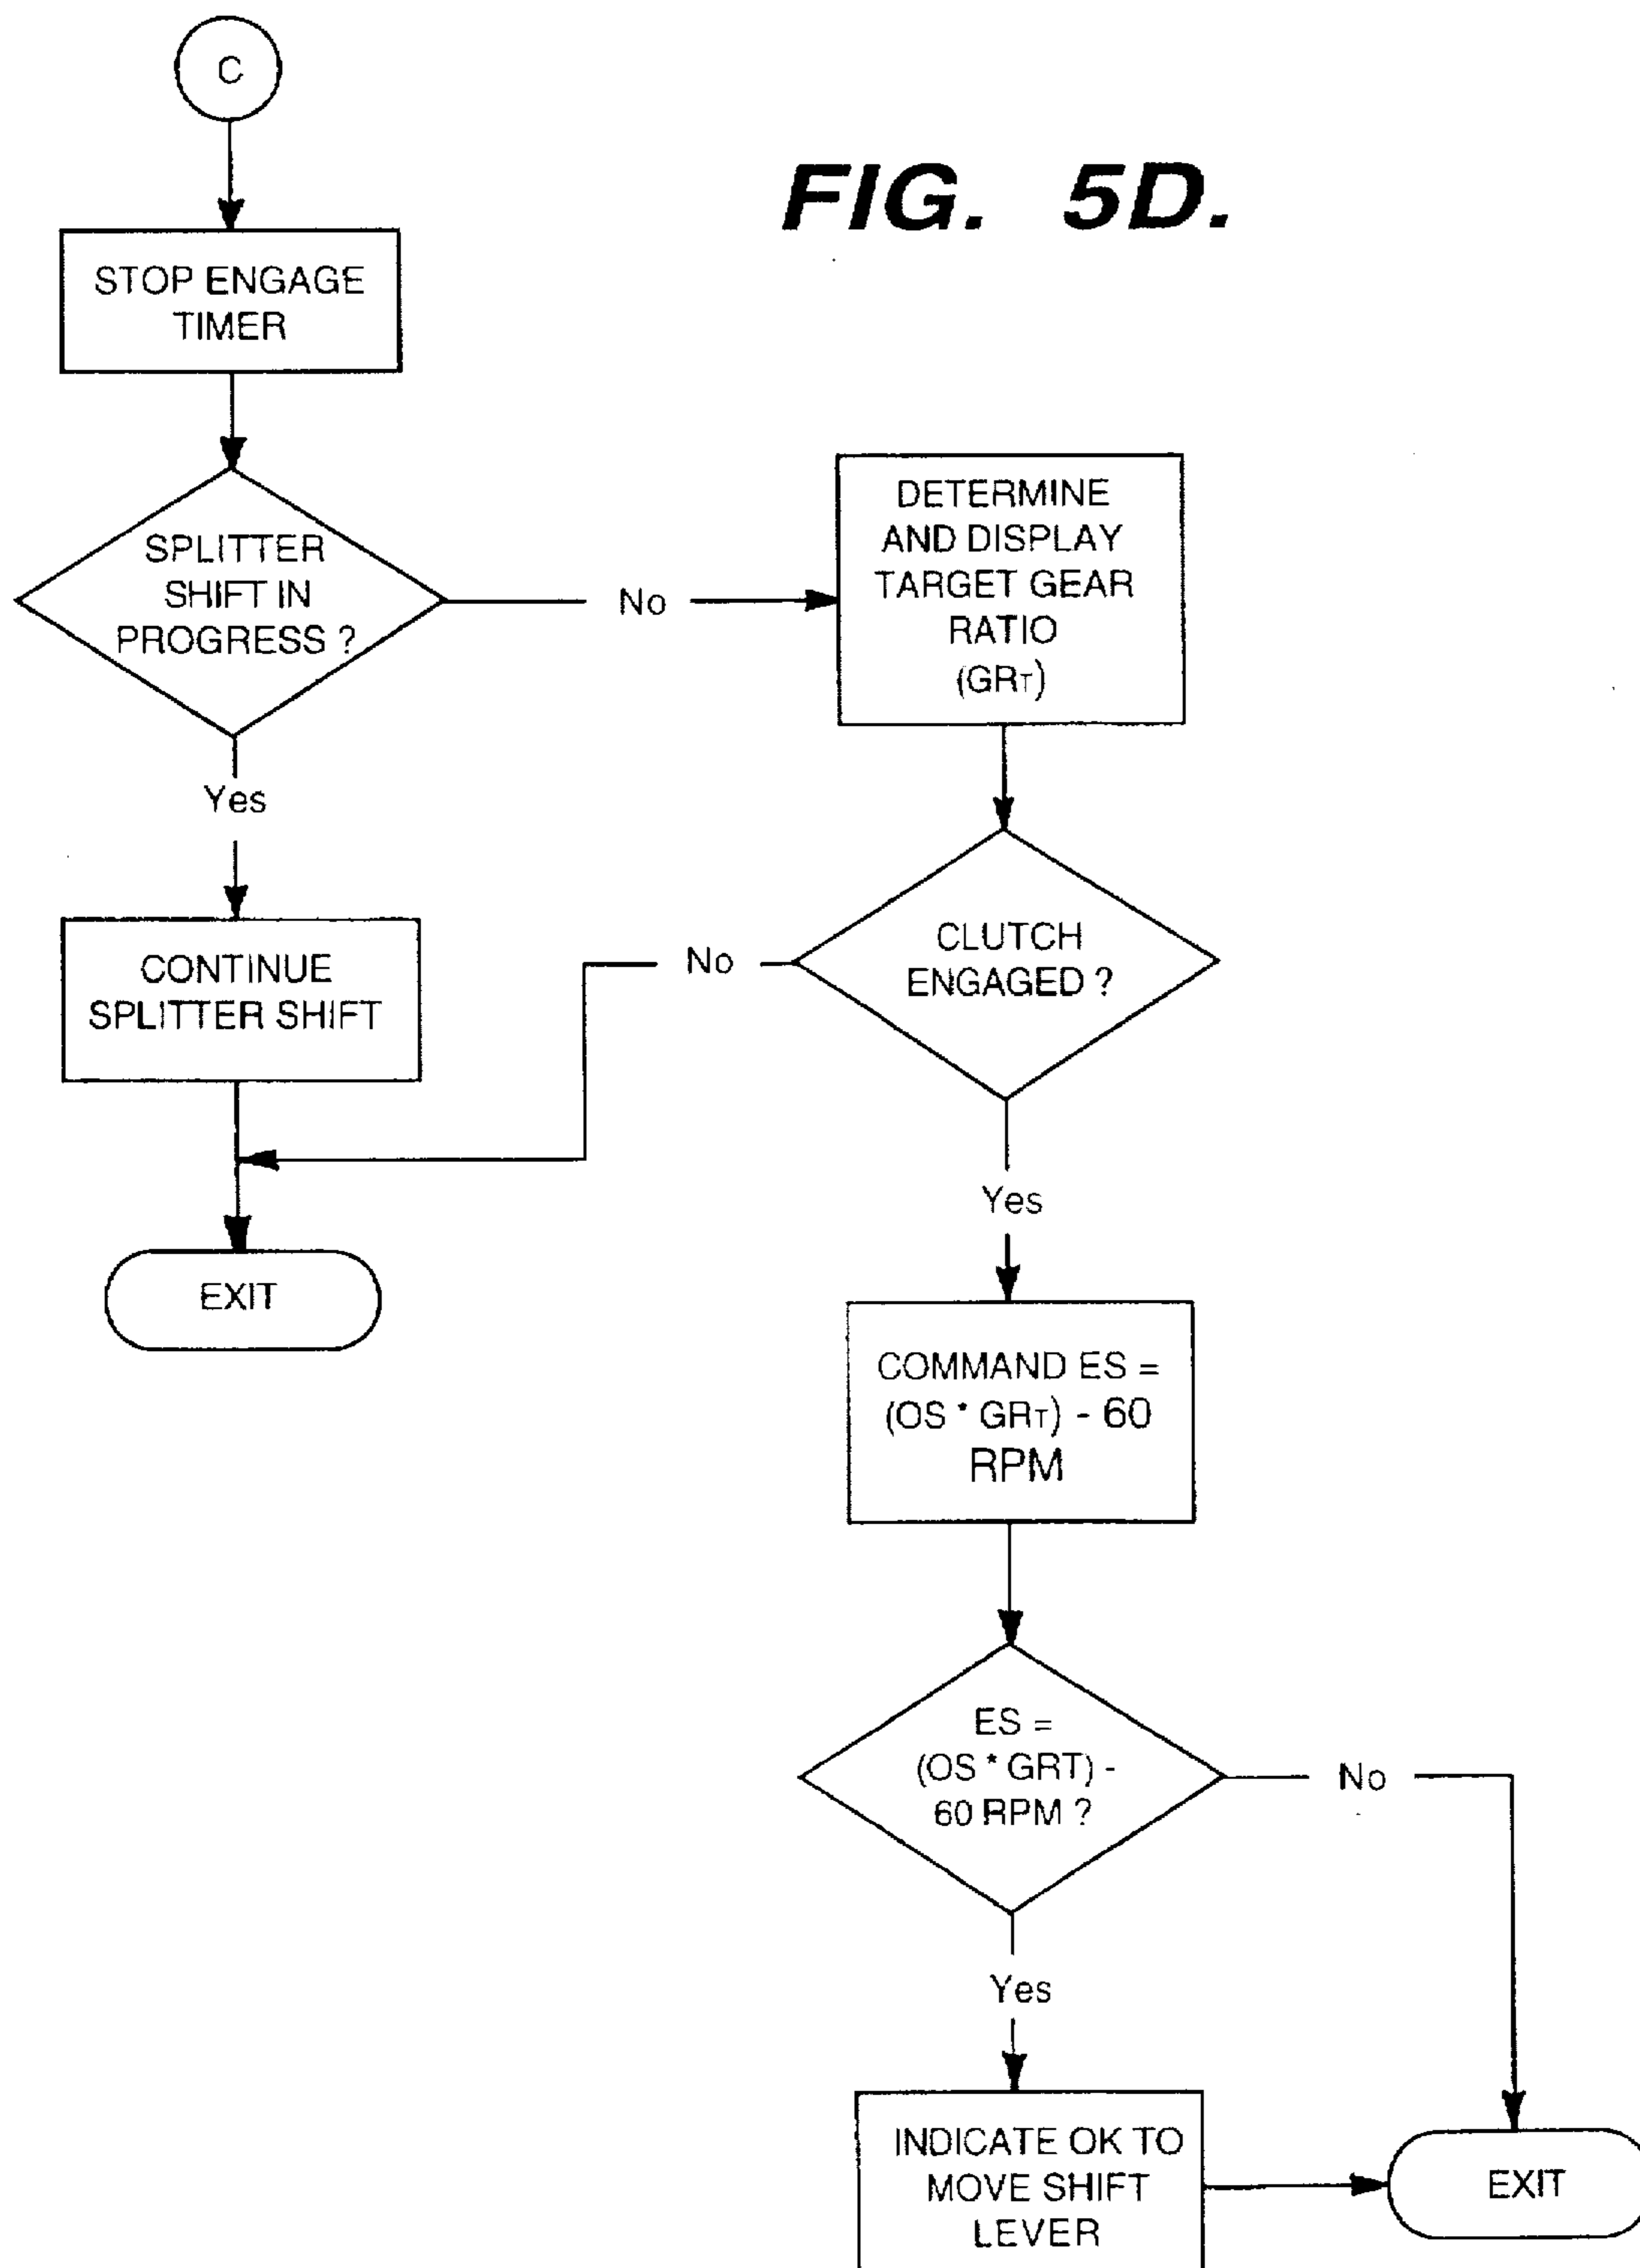 C
FIG. 5D.
STOP ENGAGE
TIMER
SPLITTER
SHIFT IN
PROGRESS ?
No
DETERMINE
AND DISPLAY
TARGET GEAR
RATIO
(GRT)
Yes
CONTINUE
SPLITTER SHIFT
No
CLUTCH
ENGAGED ?
Yes
EXIT
COMMAND ES =
(OS * GRT) - 60
RPM
ES =
(OS * GRT) -
60 RPM ?
No
Yes
INDICATE OK TO
MOVE SHIFT
LEVER
EXIT